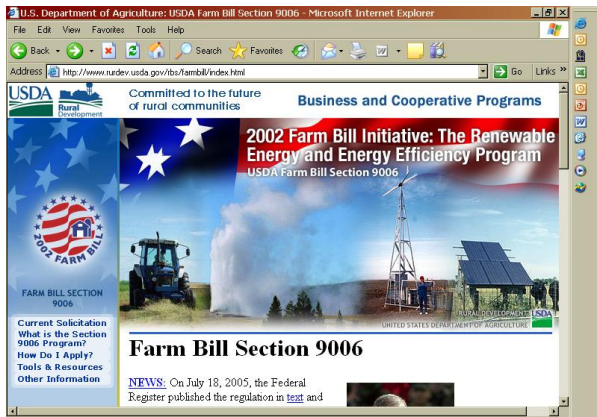 U.S. Department of Agriculture: USDA Farm Bill Section 9006 - Microsoft Internet Explorer
File Edit View Favorites Tools Help
Back Search Favorites
Address http://www.rurdev.usda.gov/rbs/farmbill/index.html Go Links »
USDA
Rural
Development
Committed to the future
of rural communities
Business and Cooperative Programs
2002 Farm Bill Initiative: The Renewable
Energy and Energy Efficiency Program
USDA Farm Bill Section 9006
2002 FARM BILL
FARM BILL SECTION
9006
Current Solicitation
What is the Section
9006 Program?
How Do I Apply?
Tools & Resources
Other Information
RURAL DEVELOPMENT USDA
UNITED STATES DEPARTMENT OF AGRICULTURE
Farm Bill Section 9006
NEWS: On July 18, 2005, the Federal
Register published the regulation in text and